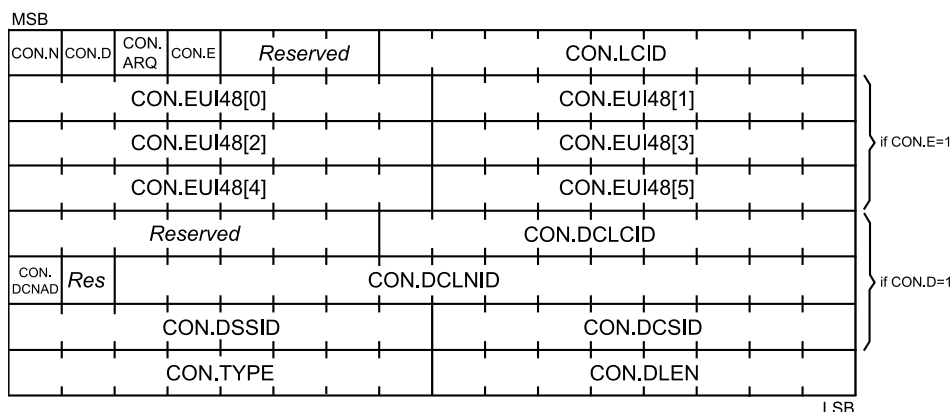 MSB
CON.N CON.D CON. ARQ CON.E Reserved CON.LCID
CON.EUI48[0] CON.EUI48[1]
CON.EUI48[2] CON.EUI48[3] if CON.E=1
CON.EUI48[4] CON.EUI48[5]
Reserved CON.DCLCID
CON. DCNAD Res CON.DCLNID if CON.D=1
CON.DSSID CON.DCSID
CON.TYPE CON.DLEN
LSB